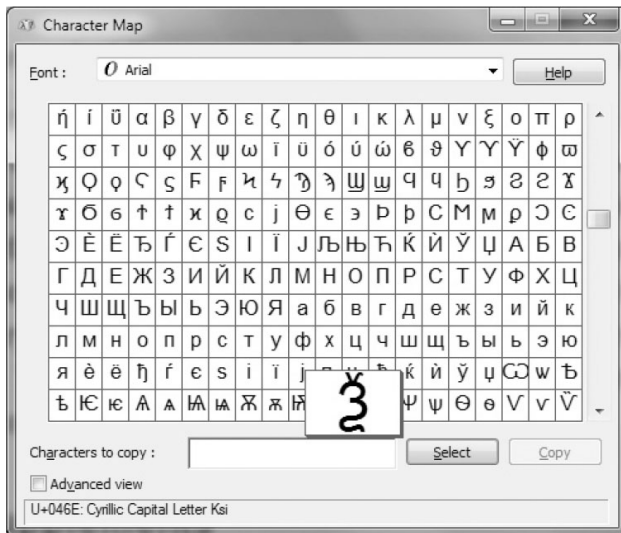 Character Map
Font : O Arial Help
ή ί ΰ α β γ δ ε ζ η θ ι κ λ μ ν ξ ο π ρ
ς σ τ υ φ χ ψ ω ϊ ϋ ό ύ ώ ϐ ϑ ϒ ϓ ϔ ϕ ϖ
ϗ Ϙ ϙ Ϛ ϛ Ϝ ϝ Ϟ ϟ Ϡ ϡ Ϣ ϣ Ϥ ϥ Ϧ ϧ Ϩ ϩ Ϫ
ϫ Ϭ ϭ Ϯ ϯ ϰ ϱ ϲ ϳ ϴ ϵ ϶ Ϸ ϸ Ϲ Ϻ ϻ ϼ Ͻ Ͼ
Ͽ Ѐ Ё Ђ Ѓ Є Ѕ І Ї Ј Љ Њ Ћ Ќ Ѝ Ў Џ А Б В
Г Д Е Ж З И Й К Л М Н О П Р С Т У Ф Х Ц
Ч Ш Щ Ъ Ы Ь Э Ю Я а б в г д е ж з и й к
л м н о п р с т у ф х ц ч ш щ ъ ы ь э ю
я ѐ ё ђ ѓ є ѕ і ї ј ќ ѝ ў џ Ѡ ѡ Ѣ
ѣ Ѥ ѥ Ѧ ѧ Ѩ ѩ Ѫ ѫ Ѭ Ѯ Ѱ ѱ Ѳ ѳ Ѵ ѵ Ѷ
Characters to copy : Select Copy
Advanced view
U+046E: Cyrillic Capital Letter Ksi